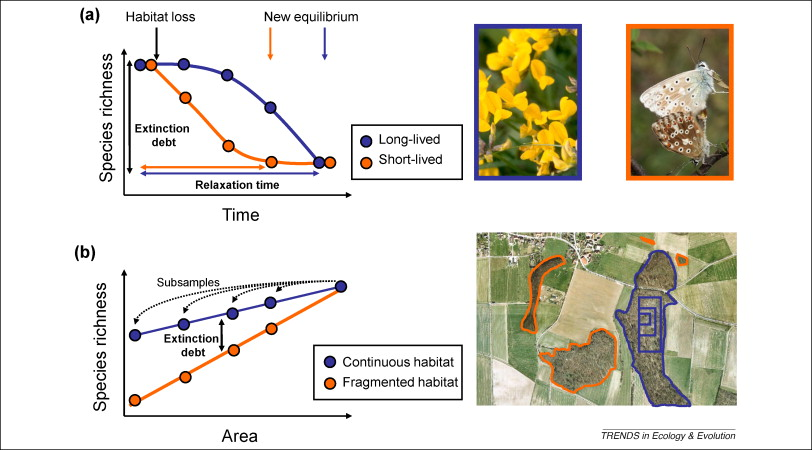 (a)
Habitat loss
New equilibrium
Species richness
Extinction
debt
Relaxation time
Time
Long-lived
Short-lived
(b)
Species richness
Subsamples
Extinction
debt
Area
Continuous habitat
Fragmented habitat
TRENDS in Ecology & Evolution